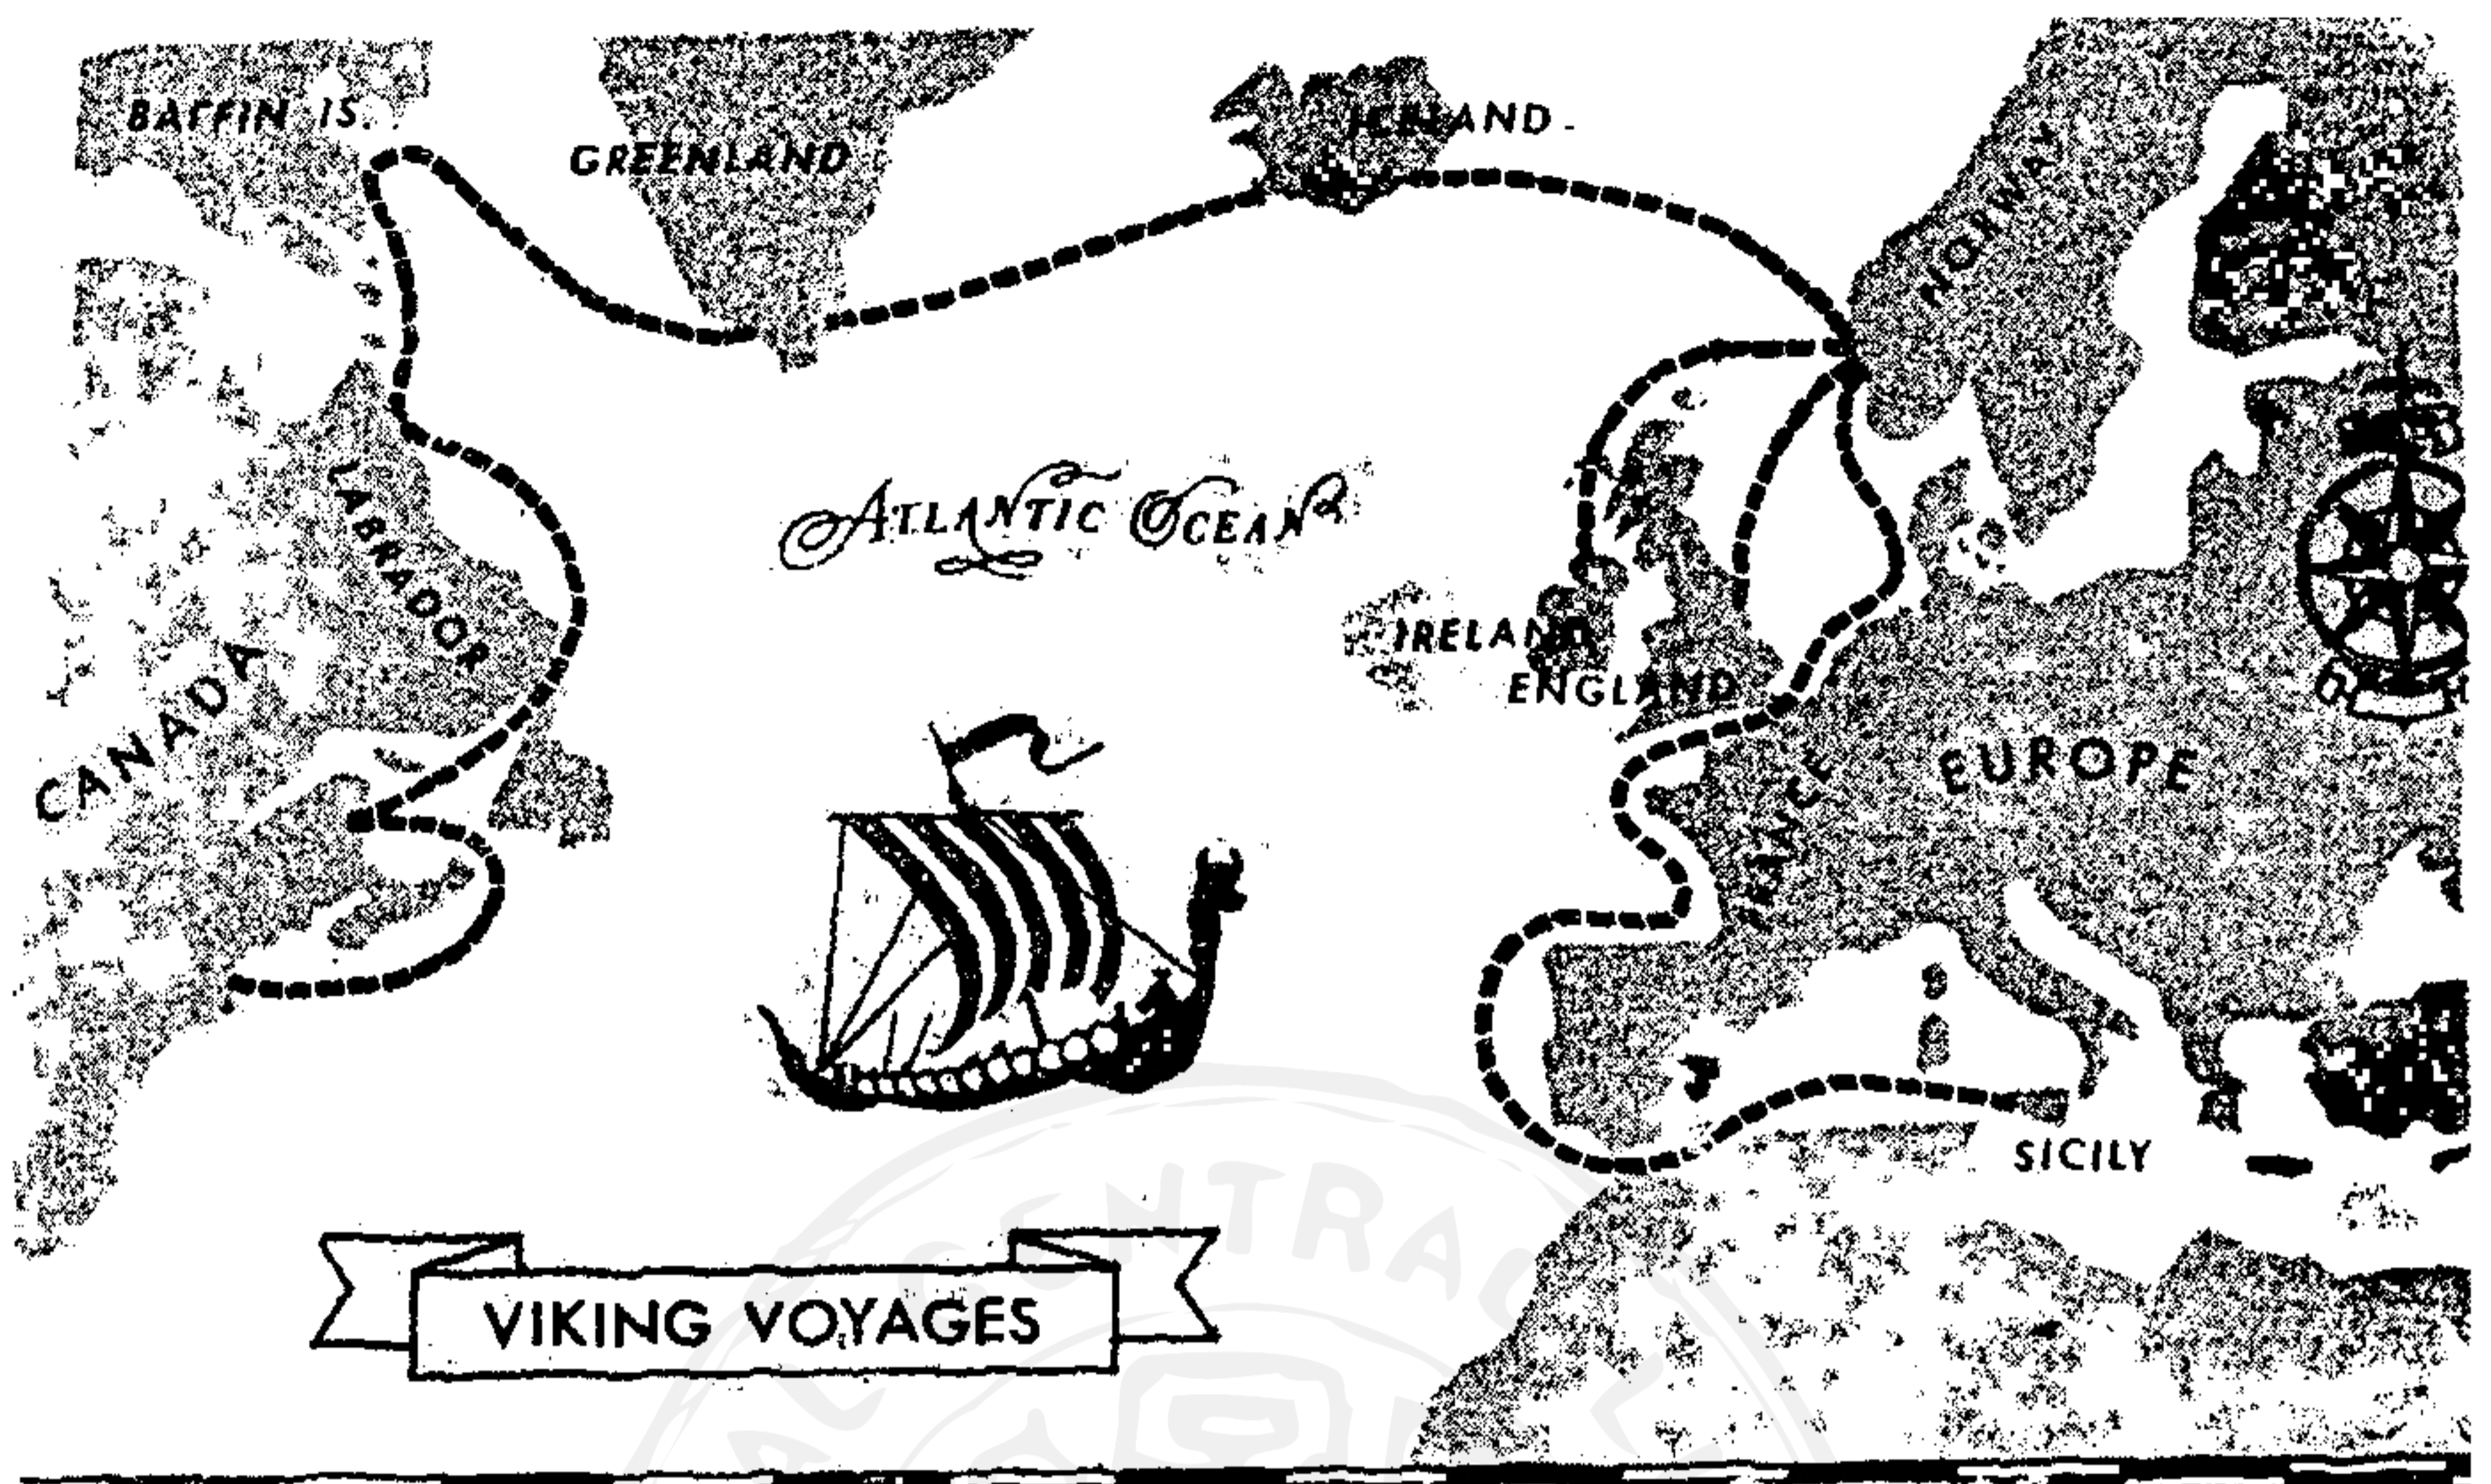 BAFFIN IS.
GREENLAND
ICELAND
NORWAY
LABRADOR
CANADA
ATLANTIC OCEAN
IRELAND
ENGLAND
FRANCE
EUROPE
SICILY
VIKING VOYAGES